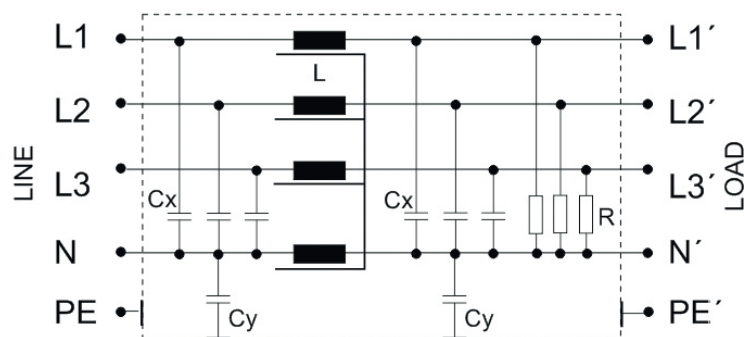 L1 L1´
L
L2 L2´
LINE LOAD
L3 L3´
Cx Cx R
N N´
PE PE´
Cy Cy